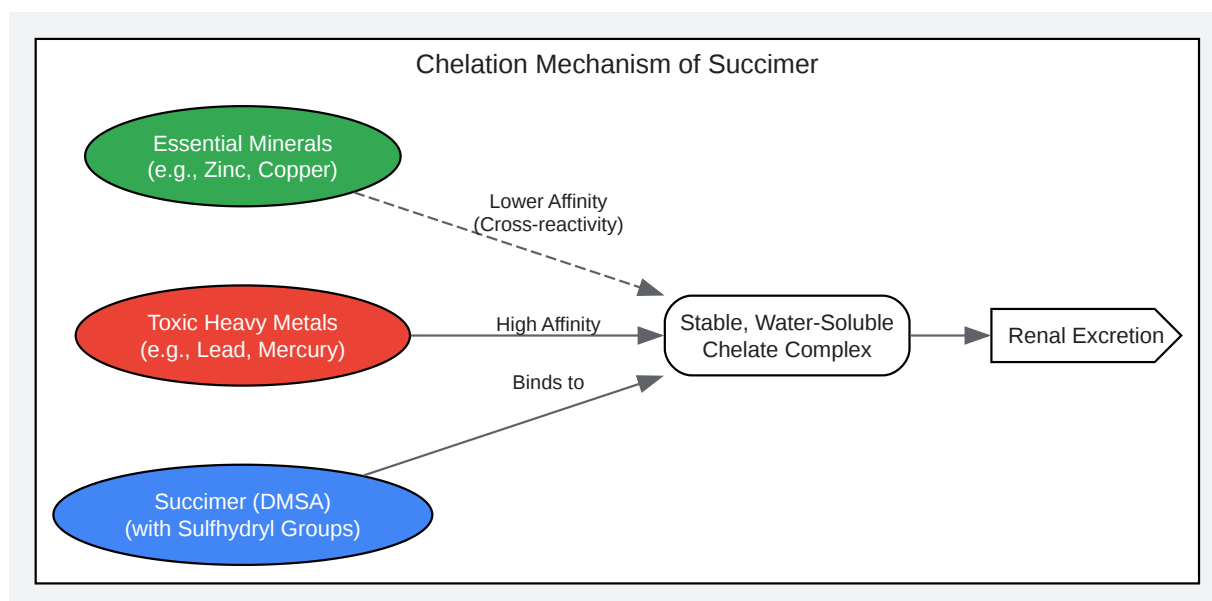 Chelation Mechanism of Succimer
Essential Minerals
(e.g., Zinc, Copper)
Lower Affinity
(Cross-reactivity)
Toxic Heavy Metals
(e.g., Lead, Mercury)
High Affinity
Stable, Water-Soluble
Chelate Complex
Renal Excretion
Binds to
Succimer (DMSA)
(with Sulfhydryl Groups)